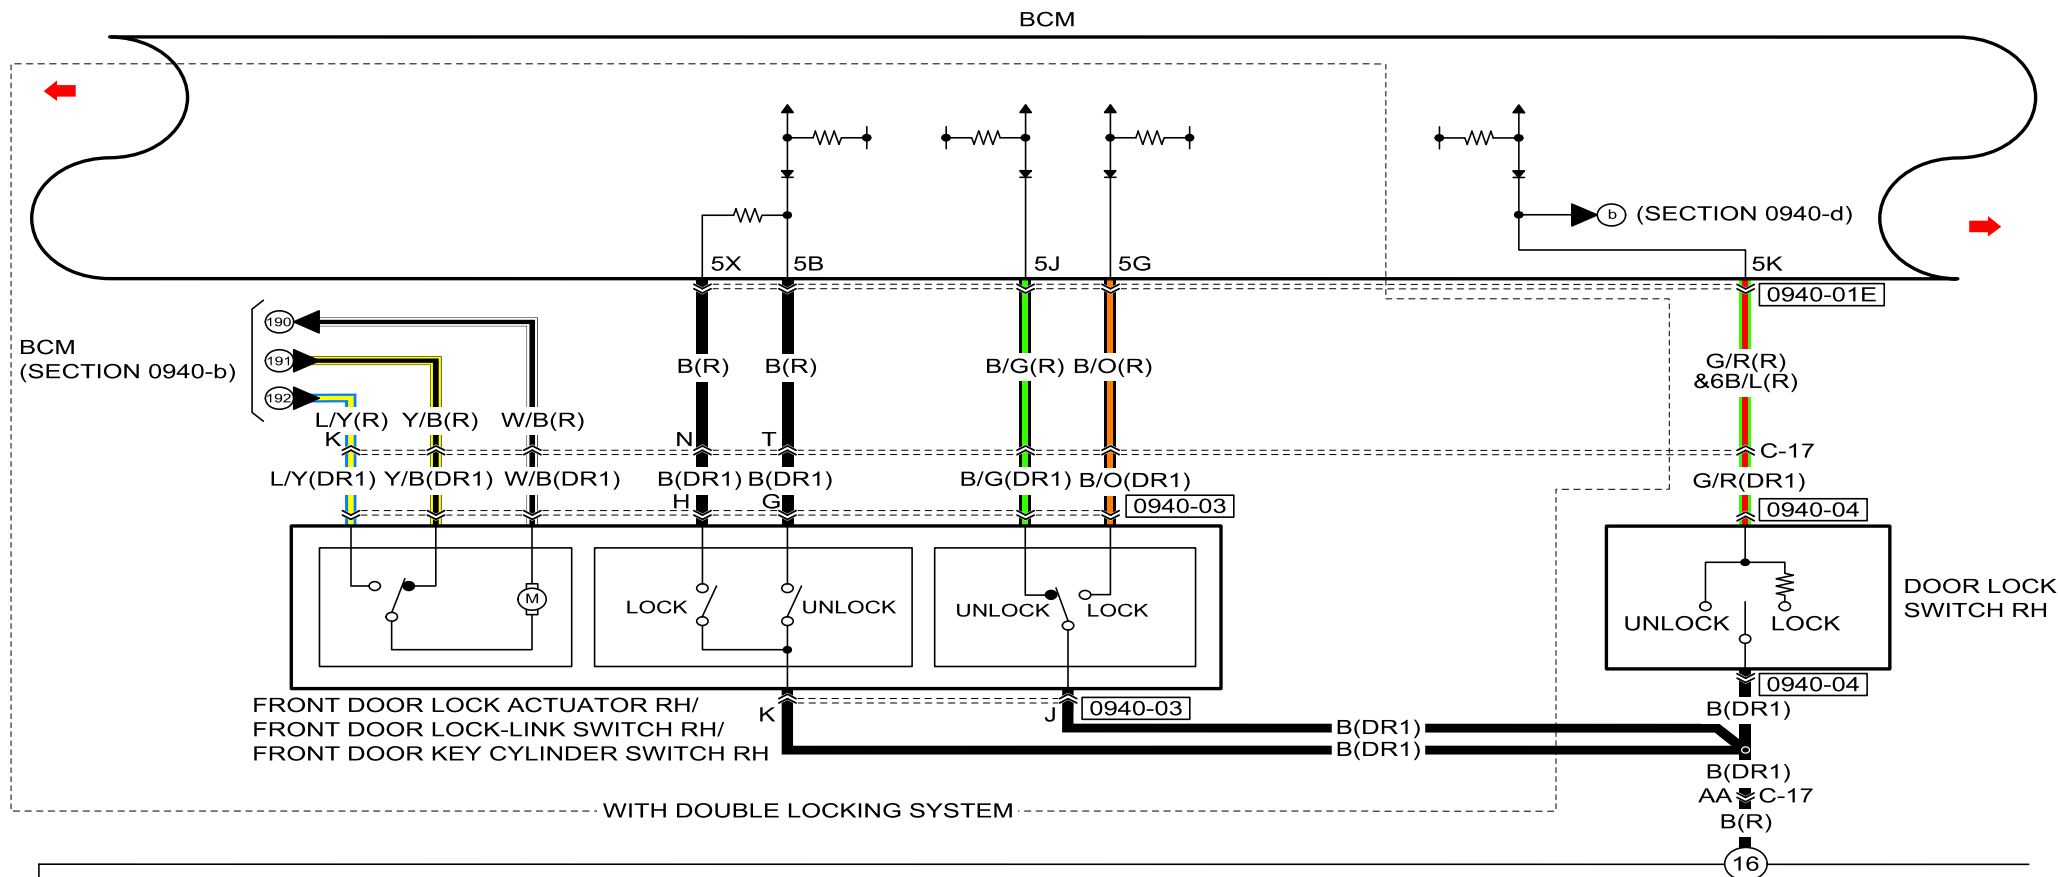 BCM
b (SECTION 0940-d)
5X 5B 5J 5G 5K
0940-01E
190
191
192
BCM
(SECTION 0940-b)
B(R) B(R) B/G(R) B/O(R) G/R(R)
&6B/L(R)
L/Y(R) Y/B(R) W/B(R)
K N T C-17
L/Y(DR1) Y/B(DR1) W/B(DR1) B(DR1) B(DR1) B/G(DR1) B/O(DR1) G/R(DR1)
H G 0940-03 0940-04
M
LOCK UNLOCK UNLOCK LOCK
UNLOCK LOCK
DOOR LOCK
SWITCH RH
K J 0940-03 0940-04
FRONT DOOR LOCK ACTUATOR RH/
FRONT DOOR LOCK-LINK SWITCH RH/
FRONT DOOR KEY CYLINDER SWITCH RH
B(DR1)
B(DR1)
B(DR1)
B(DR1)
AA C-17
B(R)
WITH DOUBLE LOCKING SYSTEM
16